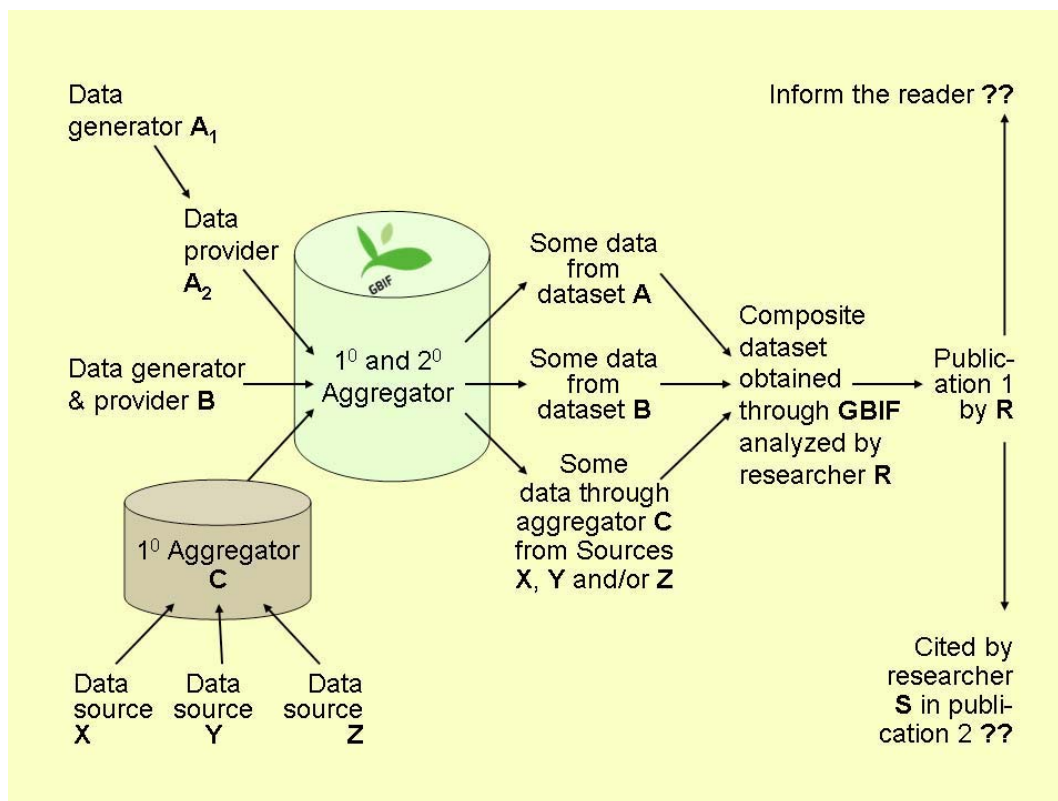 Data
generator A₁
Inform the reader ??
Data
provider
A₂
GBIF
1⁰ and 2⁰
Aggregator
Data generator
& provider B
1⁰ Aggregator
C
Data
source
X
Data
source
Y
Data
source
Z
Some data
from
dataset A
Some data
from
dataset B
Some
data through
aggregator C
from Sources
X, Y and/or Z
Composite
dataset
obtained
through GBIF
analyzed by
researcher R
Public-
ation 1
by R
Cited by
researcher
S in publi-
cation 2 ??